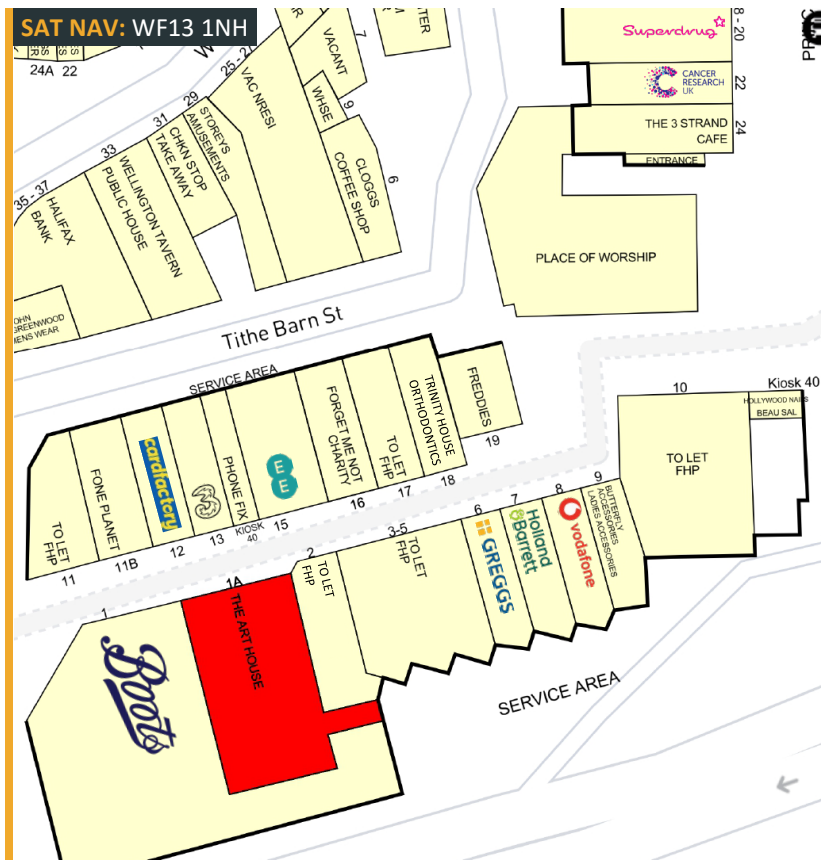 SAT NAV: WF13 1NH
24A 22
25-27
VAC NRESI
VACANT
7
WHSE
9
CLOGGS
COFFEE SHOP
6
29
STOREYS
AMUSEMENTS
31
CHKN STOP
TAKE AWAY
33
WELLINGTON TAVERN
PUBLIC HOUSE
35 - 37
HALIFAX
BANK
GREENWOOD
MENS WEAR
8 - 20
Superdrug
22
CANCER
RESEARCH
UK
24
THE 3 STRAND
CAFE
ENTRANCE
PLACE OF WORSHIP
Tithe Barn St
SERVICE AREA
TO LET
FHP
11
FONE PLANET
11B
cardfactory
12
3
13
PHONE FIX
KIOSK
40
EE
15
FORGET ME NOT
CHARITY
16
TO LET
FHP
17
TRINITY HOUSE
ORTHODONTICS
18
FREDDIES
19
10
TO LET
FHP
Kiosk 40
HOLLYWOOD NAILS
BEAU SAL
1
Boots
1A
THE ART HOUSE
2
TO LET
FHP
3-5
TO LET
FHP
6
GREGGS
7
Holland
&Barrett
8
vodafone
9
BUTTERFLY
ACCESSORIES
LADIES ACCESSORIES
SERVICE AREA